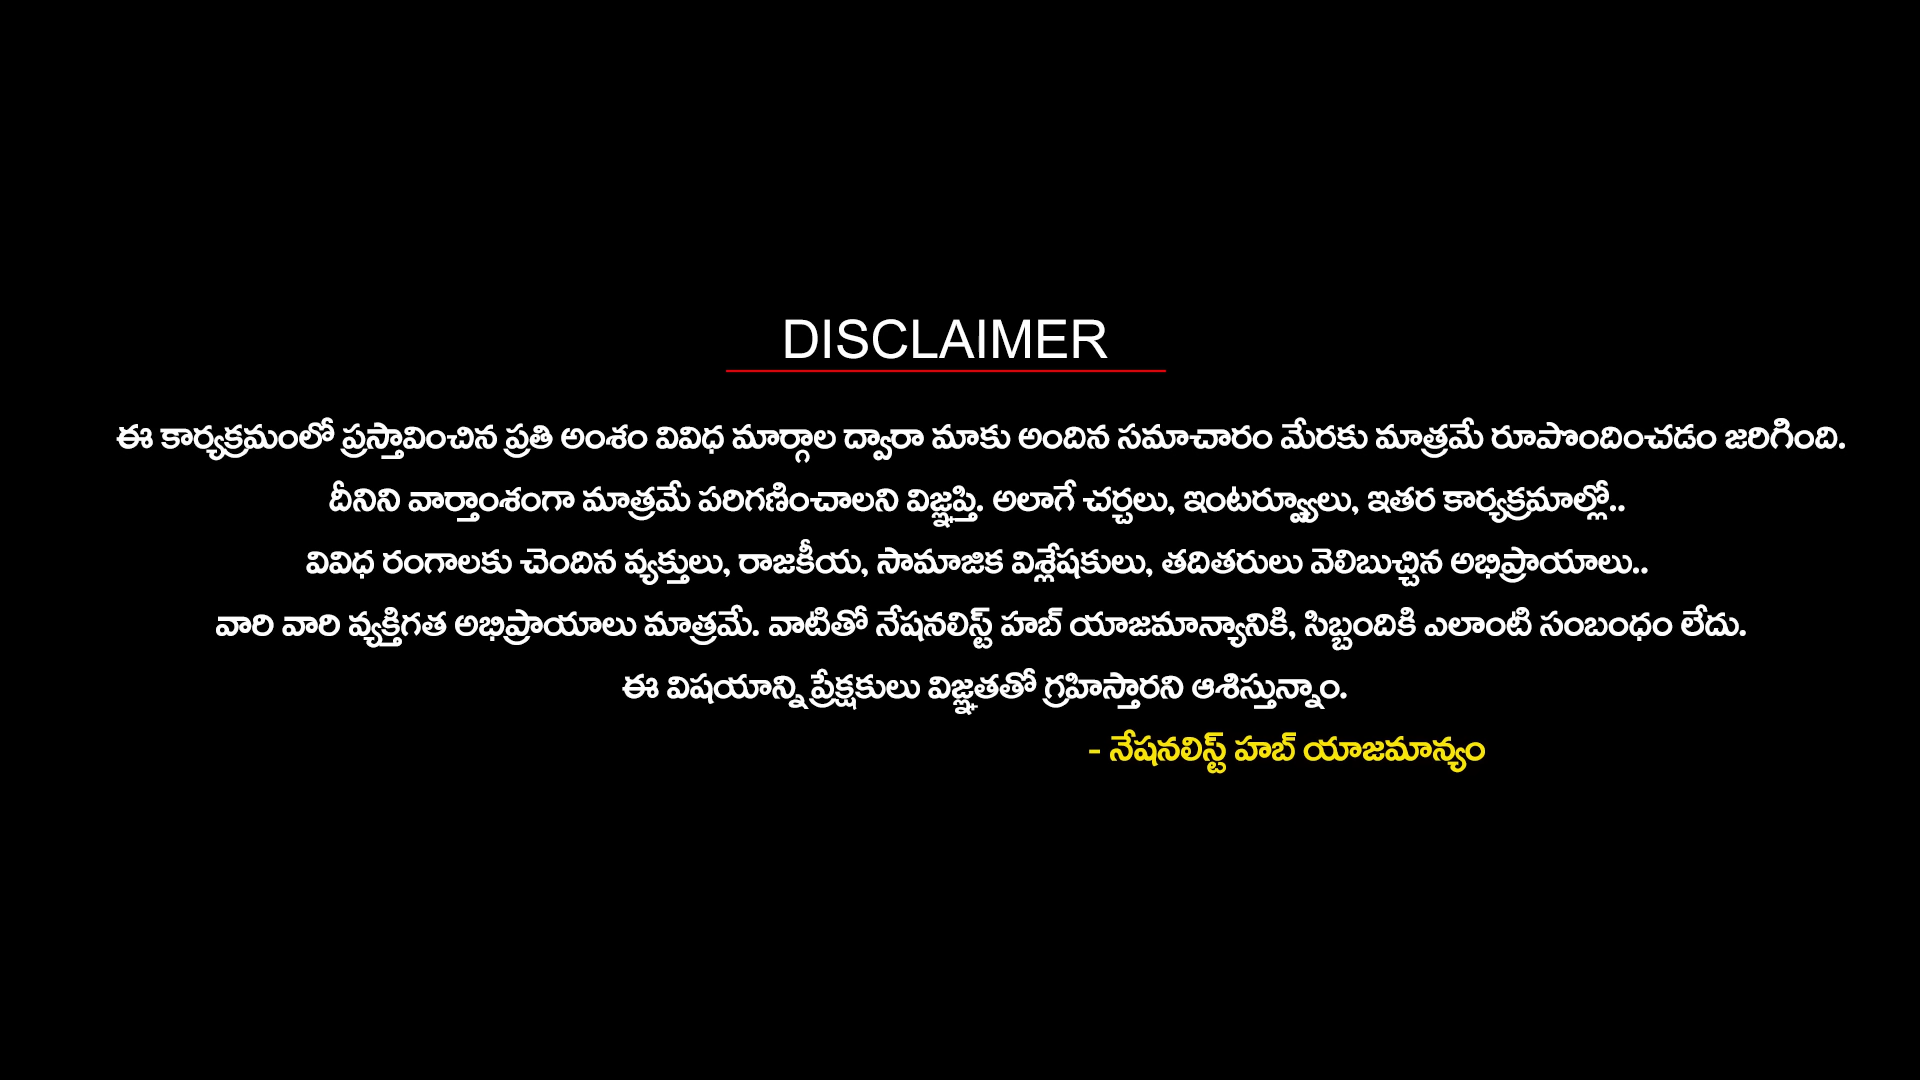 DISCLAIMER
ఈ కార్యక్రమంలో ప్రస్తావించిన ప్రతి అంశం వివిధ మార్గాల ద్వారా మాకు అందిన సమాచారం మేరకు మాత్రమే రూపొందించడం జరిగింది.
దీనిని వార్తాంశంగా మాత్రమే పరిగణించాలని విజ్ఞప్తి. అలాగే చర్చలు, ఇంటర్వ్యూలు, ఇతర కార్యక్రమాల్లో..
వివిధ రంగాలకు చెందిన వ్యక్తులు, రాజకీయ, సామాజిక విశ్లేషకులు, తదితరులు వెలిబుచ్చిన అభిప్రాయాలు..
వారి వారి వ్యక్తిగత అభిప్రాయాలు మాత్రమే. వాటితో నేషనలిస్ట్ హబ్ యాజమాన్యానికి, సిబ్బందికి ఎలాంటి సంబంధం లేదు.
ఈ విషయాన్ని ప్రేక్షకులు విజ్ఞతతో గ్రహిస్తారని ఆశిస్తున్నాం.
- నేషనలిస్ట్ హబ్ యాజమాన్యం